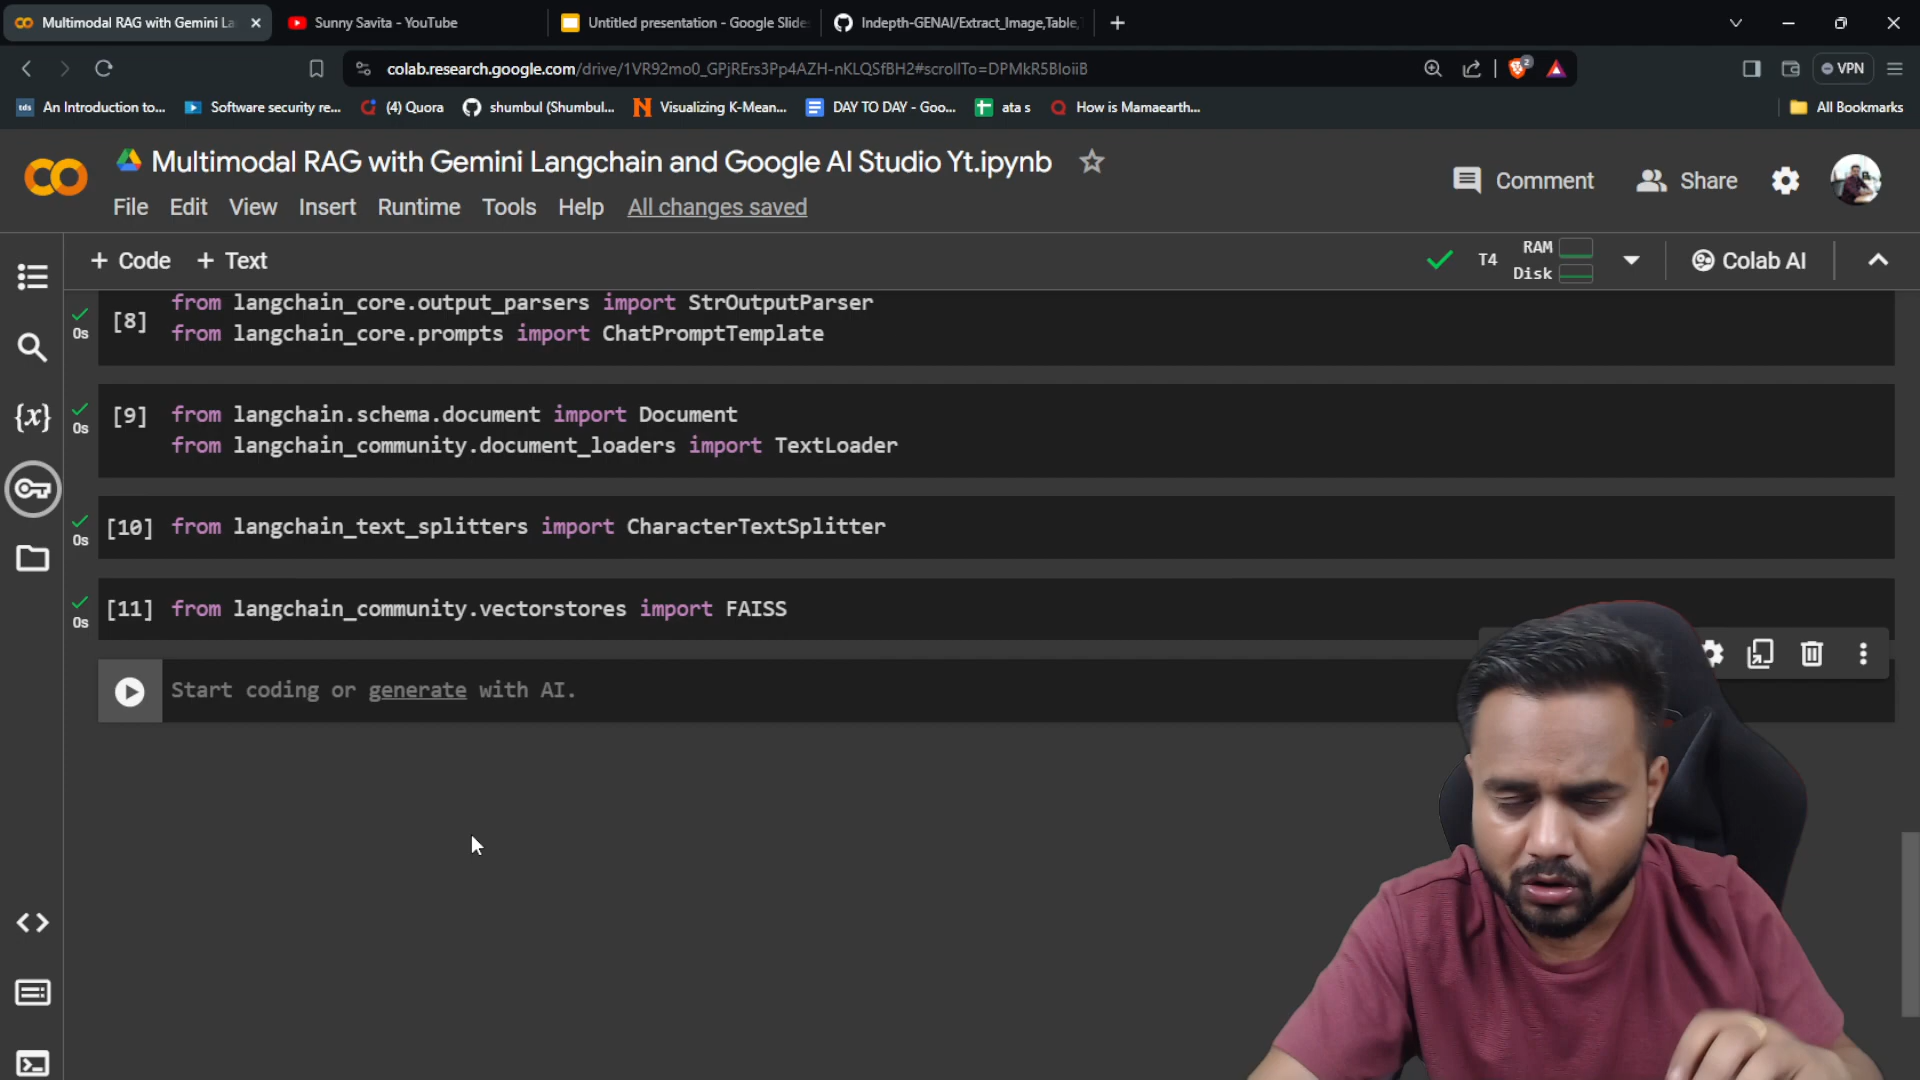 Multimodal RAG with Gemini La
Sunny Savita - YouTube
Untitled presentation - Google Slide
Indepth-GENAI/Extract_Image,Table,
colab.research.google.com/drive/1VR92mo0_GPjRErs3Pp4AZH-nKLQSfBH2#scrollTo=DPMkR5BIoiiB
2
VPN
tds An Introduction to...
Software security re...
(4) Quora
shumbul (Shumbul...
Visualizing K-Mean...
DAY TO DAY - Goo...
ata s
How is Mamaearth...
All Bookmarks
CO
Multimodal RAG with Gemini Langchain and Google AI Studio Yt.ipynb
Comment
Share
File Edit View Insert Runtime Tools Help All changes saved
+ Code + Text
T4
RAM
Disk
Colab AI
{x}
0s
[8]
from langchain_core.output_parsers import StrOutputParser
from langchain_core.prompts import ChatPromptTemplate
0s
[9]
from langchain.schema.document import Document
from langchain_community.document_loaders import TextLoader
0s
[10] from langchain_text_splitters import CharacterTextSplitter
0s
[11] from langchain_community.vectorstores import FAISS
Start coding or generate with AI.